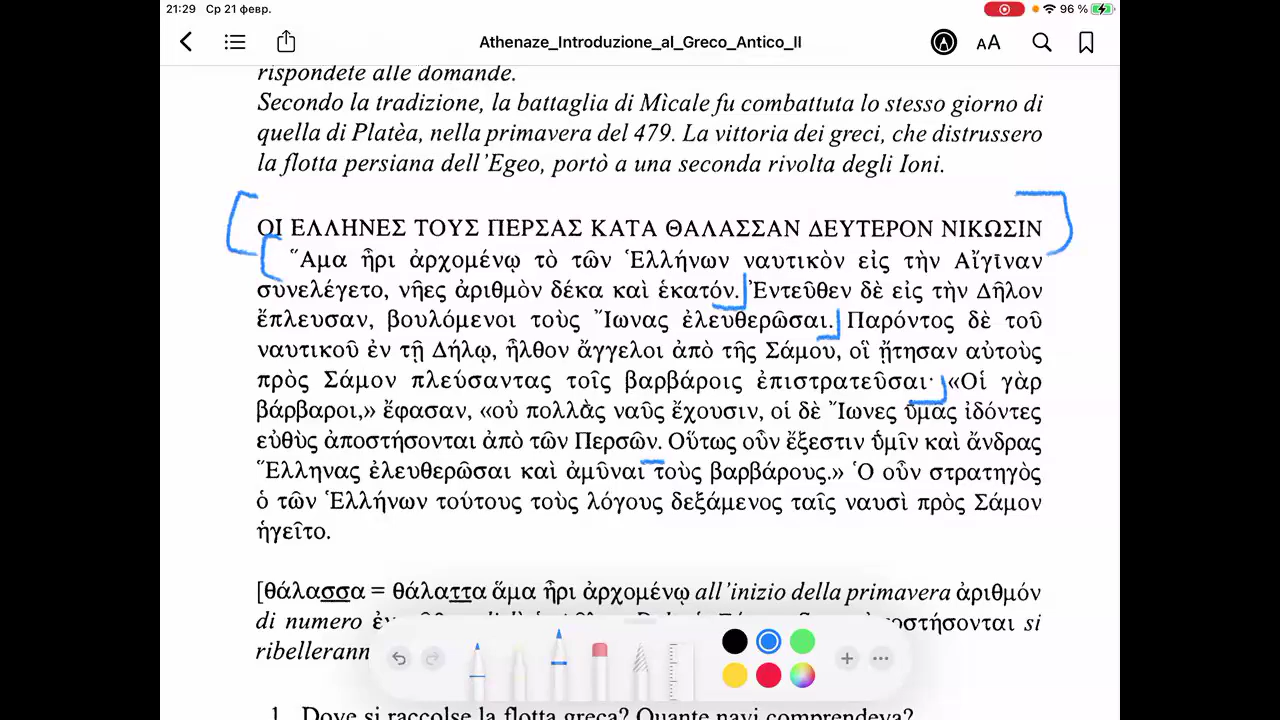 21:29 Ср 21 февр. 96 %
Athenaze_Introduzione_al_Greco_Antico_II
AA
rispondete alle domande.
Secondo la tradizione, la battaglia di Mìcale fu combattuta lo stesso giorno di
quella di Platèa, nella primavera del 479. La vittoria dei greci, che distrussero
la flotta persiana dell’Egeo, portò a una seconda rivolta degli Ioni.
ΟΙ ΕΛΛΗΝΕΣ ΤΟΥΣ ΠΕΡΣΑΣ ΚΑΤΑ ΘΑΛΑΣΣΑΝ ΔΕΥΤΕΡΟΝ ΝΙΚΩΣΙΝ
Ἅμα ἦρι ἀρχομένῳ τὸ τῶν Ἑλλήνων ναυτικὸν εἰς τὴν Αἴγῑναν
συνελέγετο, νῆες ἀριθμὸν δέκα καὶ ἑκατόν. Ἐντεῦθεν δὲ εἰς τὴν Δῆλον
ἔπλευσαν, βουλόμενοι τοὺς Ἴωνας ἐλευθερῶσαι. Παρόντος δὲ τοῦ
ναυτικοῦ ἐν τῇ Δήλῳ, ἦλθον ἄγγελοι ἀπὸ τῆς Σάμου, οἳ ᾔτησαν αὐτοὺς
πρὸς Σάμον πλεύσαντας τοῖς βαρβάροις ἐπιστρατεῦσαι· «Οἱ γὰρ
βάρβαροι,» ἔφασαν, «οὐ πολλὰ̄ς ναῦς ἔχουσιν, οἱ δὲ Ἴωνες ῡ̔μᾶς ἰδόντες
εὐθὺς ἀποστήσονται ἀπὸ τῶν Περσῶν. Οὕτως οὖν ἔξεστιν ῡ̔μῖν καὶ ἄνδρας
Ἕλληνας ἐλευθερῶσαι καὶ ἀμῦναι τοὺς βαρβάρους.» Ὁ οὖν στρατηγὸς
ὁ τῶν Ἑλλήνων τούτους τοὺς λόγους δεξάμενος ταῖς ναυσὶ πρὸς Σάμον
ἡγεῖτο.
[θάλασσα = θάλαττα ἅμα ἦρι ἀρχομένῳ all’inizio della primavera ἀριθμόν
di numero
si
ribelleranno
1. Dove si raccolse la flotta greca? Quante navi comprendeva?